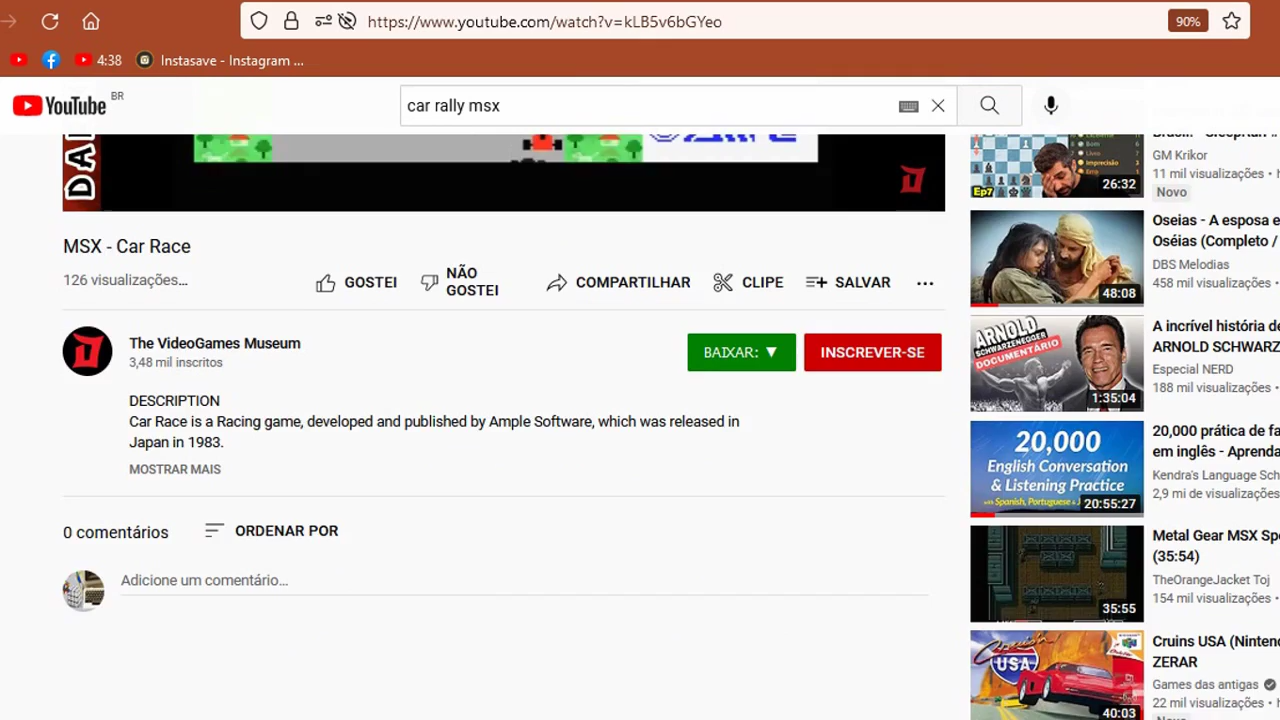 https://www.youtube.com/watch?v=kLB5v6bGYeo
90%
4:38
Instasave - Instagram ...
YouTube BR
car rally msx
MSX - Car Race
126 visualizações...
GOSTEI
NÃO
GOSTEI
COMPARTILHAR
CLIPE
SALVAR
...
The VideoGames Museum
3,48 mil inscritos
BAIXAR: ▼
INSCREVER-SE
DESCRIPTION
Car Race is a Racing game, developed and published by Ample Software, which was released in
Japan in 1983.
MOSTRAR MAIS
0 comentários
ORDENAR POR
Adicione um comentário...
Ep7
26:32
GM Krikor
11 mil visualizações •
Novo
48:08
Oseias - A esposa e
Oséias (Completo /
DBS Melodias
458 mil visualizações
ARNOLD
SCHWARZENEGGER
DOCUMENTÁRIO
1:35:04
A incrível história de
ARNOLD SCHWARZ
Especial NERD
188 mil visualizações •
20,000
English Conversation
& Listening Practice
20:55:27
20,000 prática de fa
em inglês - Aprenda
Kendra's Language Sch
2,9 mi de visualizações
35:55
Metal Gear MSX Spe
(35:54)
TheOrangeJacket Toj
154 mil visualizações •
USA
40:03
Cruins USA (Nintend
ZERAR
Games das antigas
22 mil visualizações •